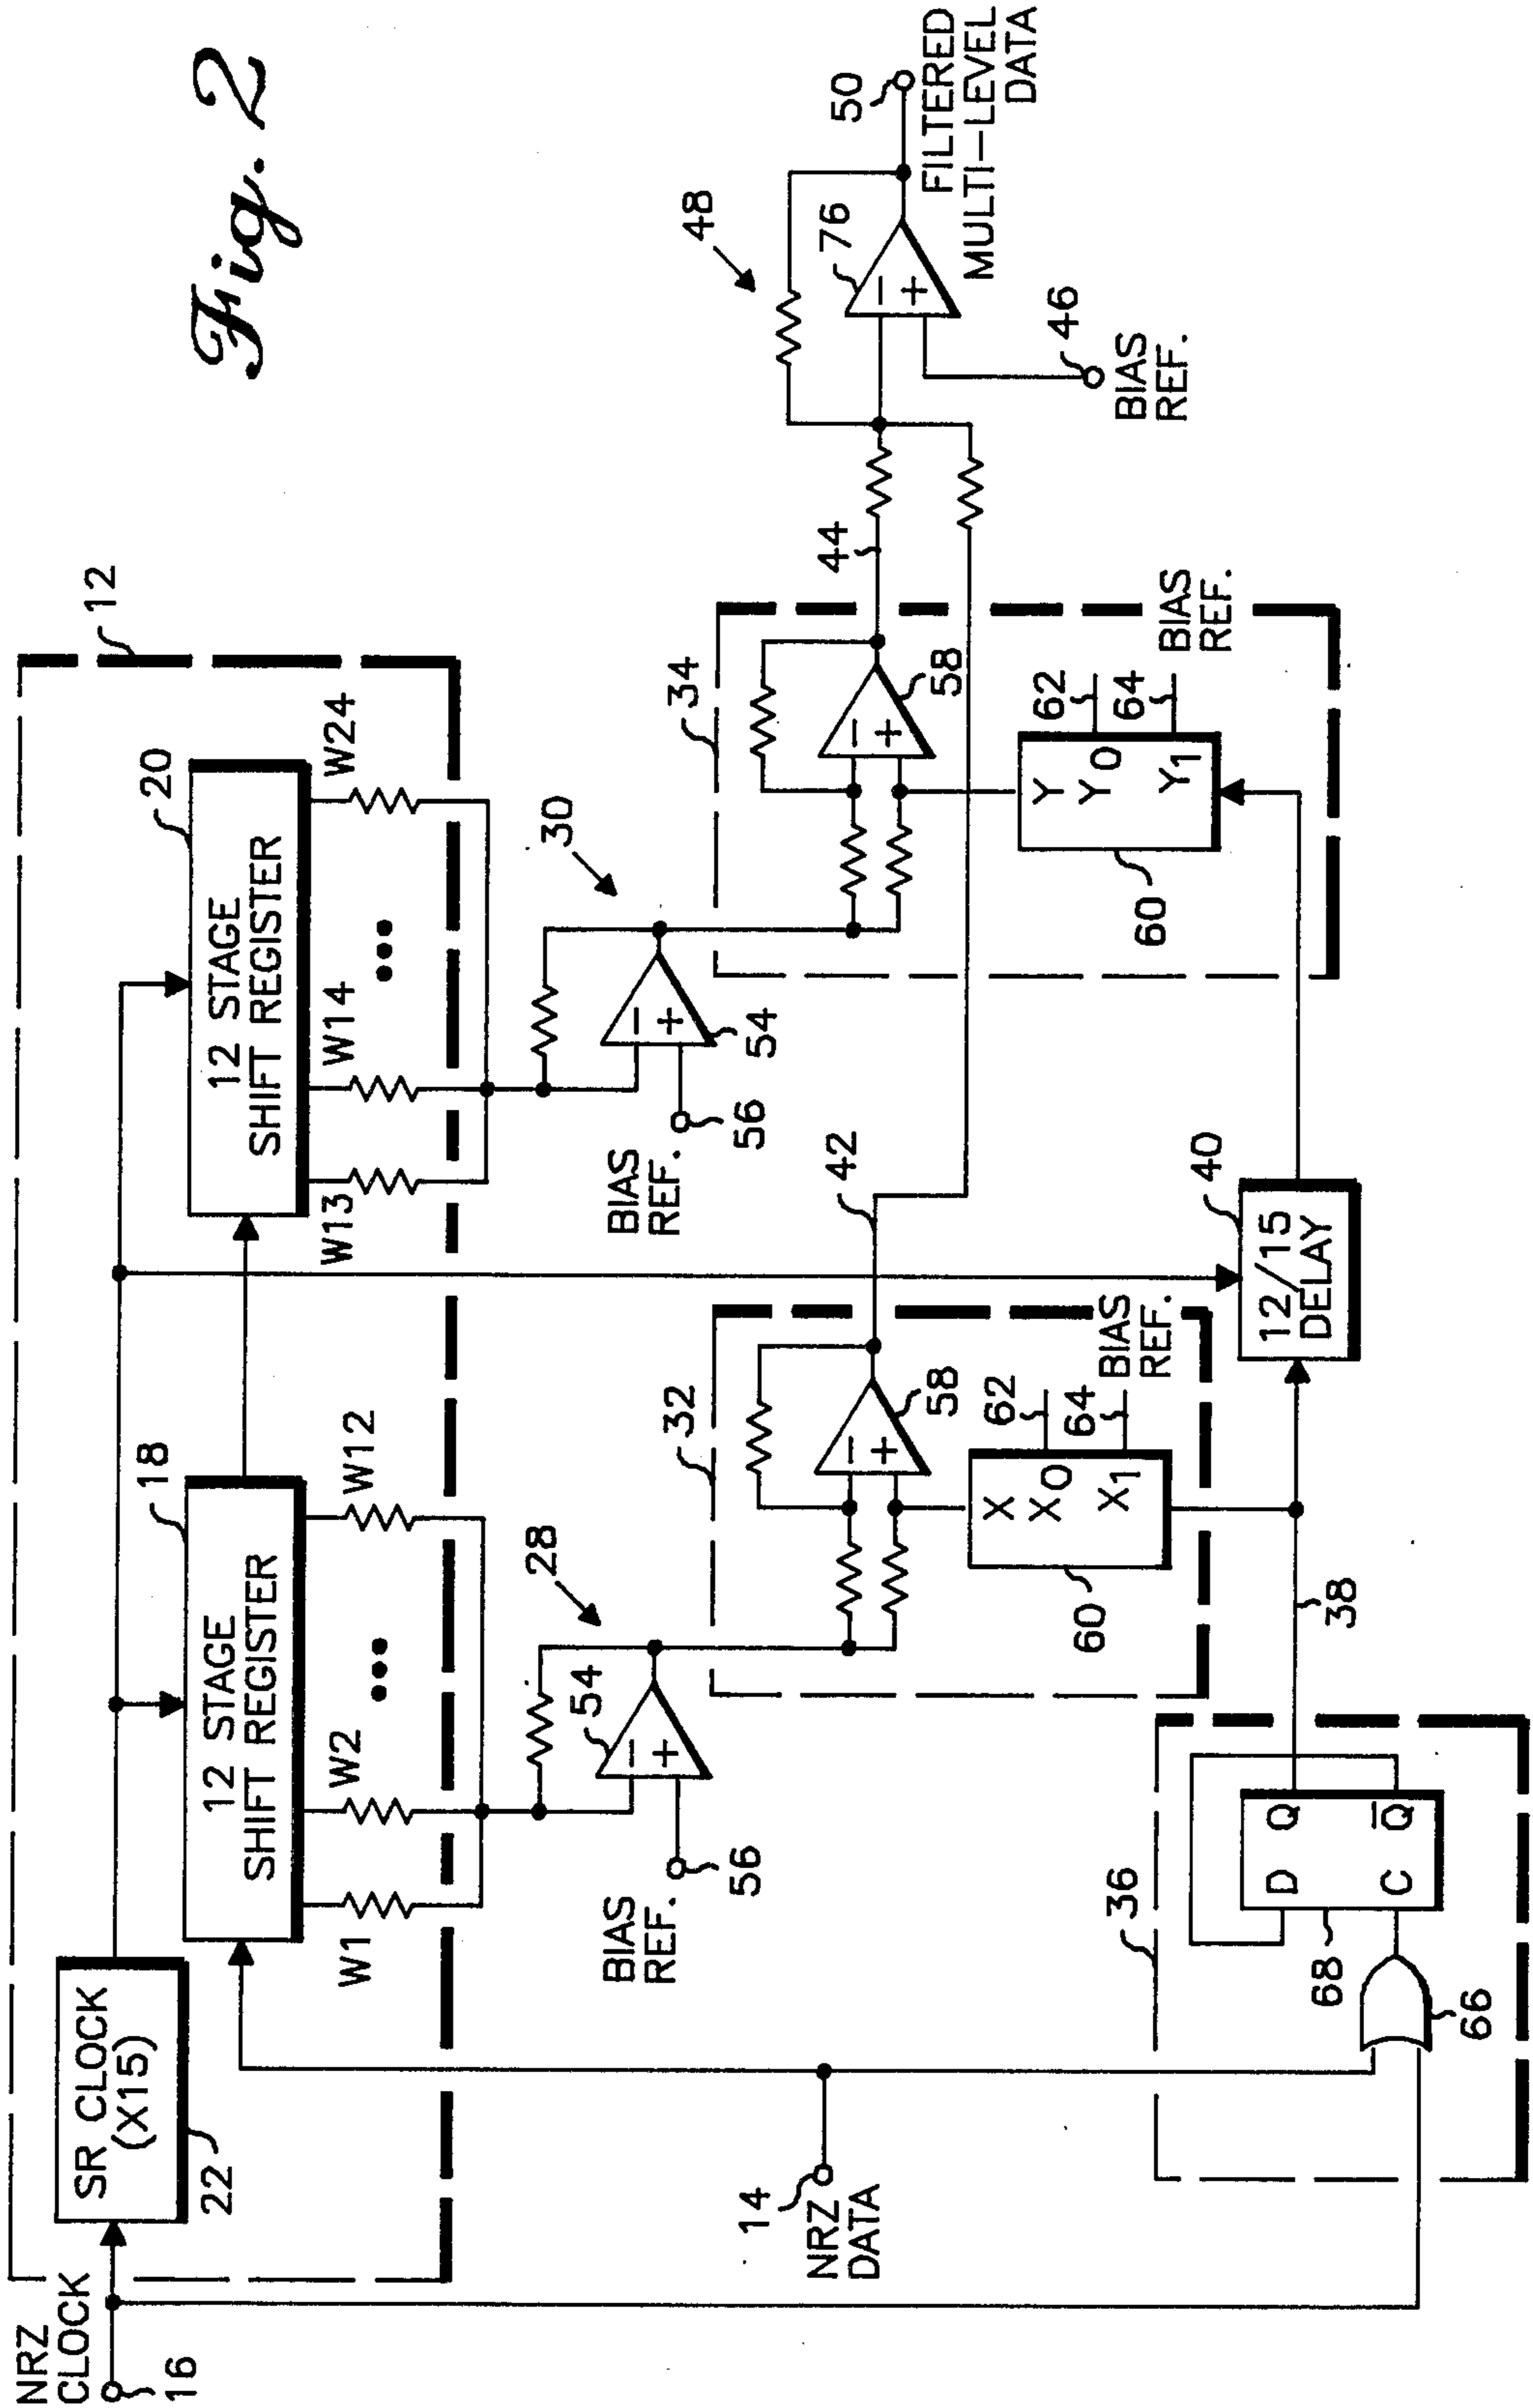 Fig. 2
NRZ
CLOCK
16
SR CLOCK
(X15)
22
12
18
12 STAGE
SHIFT REGISTER
W1
W2
•••
W12
20
12 STAGE
SHIFT REGISTER
W13
W14
•••
W24
28
54
−
+
BIAS
REF.
56
30
54
−
+
BIAS
REF.
56
14
NRZ
DATA
32
58
−
+
X
X0
X1
60
62
64
BIAS
REF.
42
34
58
−
+
Y
Y0
Y1
60
62
64
BIAS
REF.
44
48
76
−
+
46
BIAS
REF.
50
FILTERED
MULTI-LEVEL
DATA
36
D Q
C Q̅
68
66
38
40
12/15
DELAY